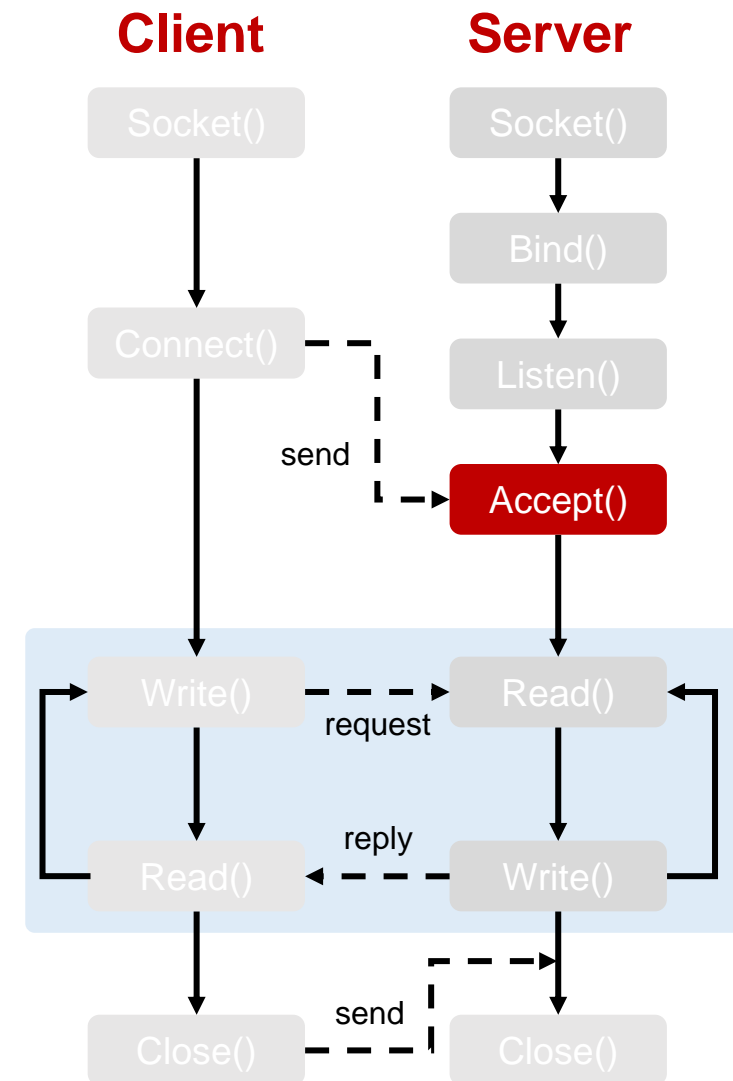 Client
Server
Socket()
Socket()
Bind()
Connect()
Listen()
send
Accept()
Write()
request
Read()
reply
Read()
Write()
send
Close()
Close()